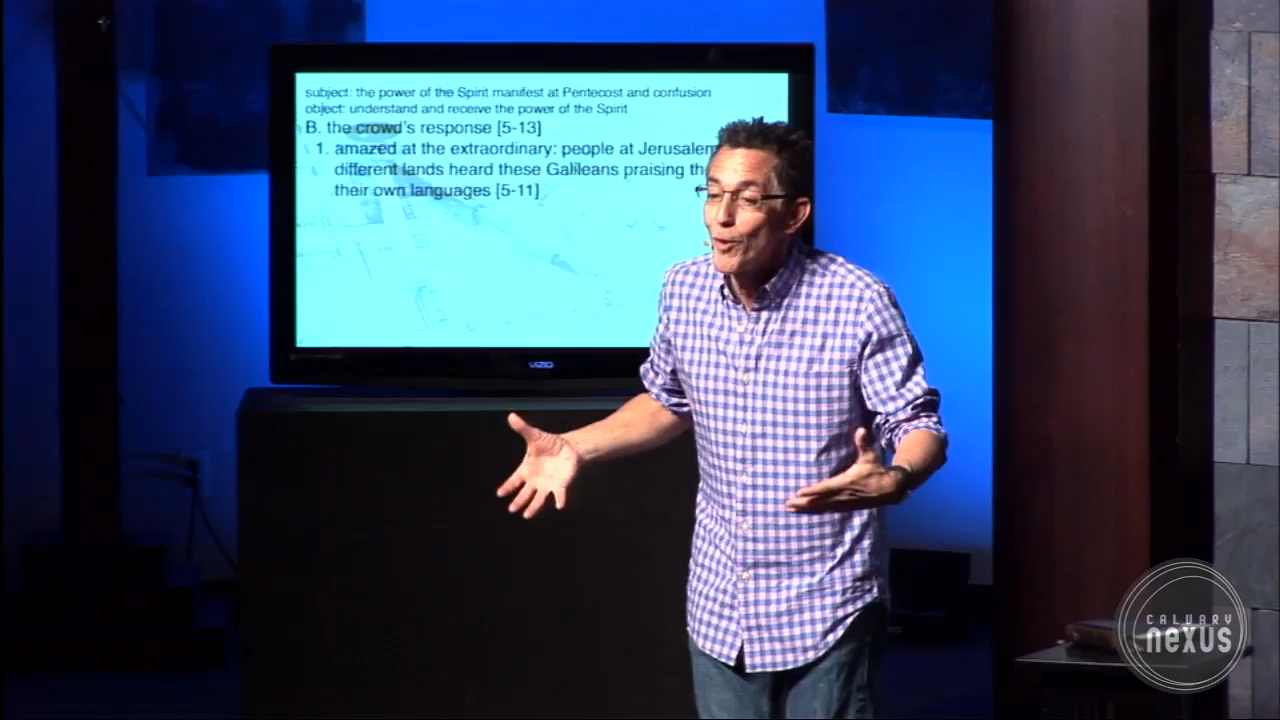 subject: the power of the Spirit manifest at Pentecost and confusion
object: understand and receive the power of the Spirit
B. the crowd's response [5-13]
1. amazed at the extraordinary: people at Jerusalem
different lands heard these Galileans praising
their own languages [5-11]
VIZIO
CALVARY
nexus